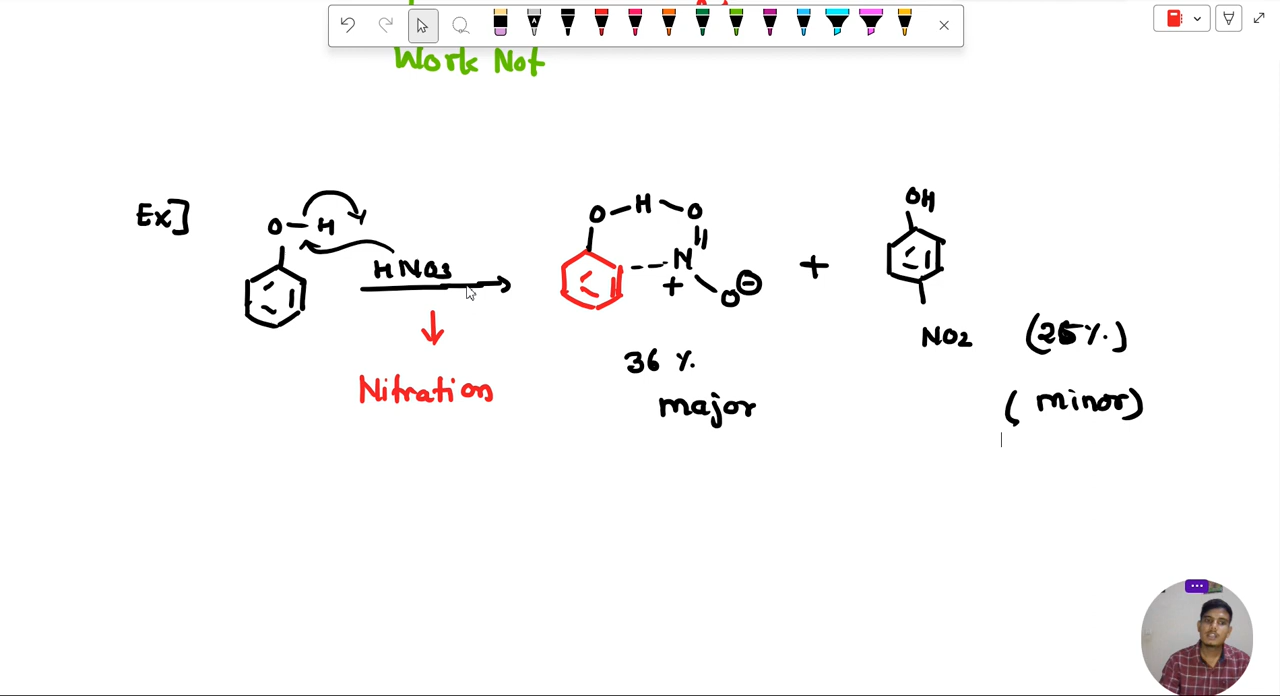 Work Not
Ex]
O — H
HNO3
Nitration
O — H — O
N
+
O⊖
36 %.
major
+
OH
NO2 (25 %.)
(minor)